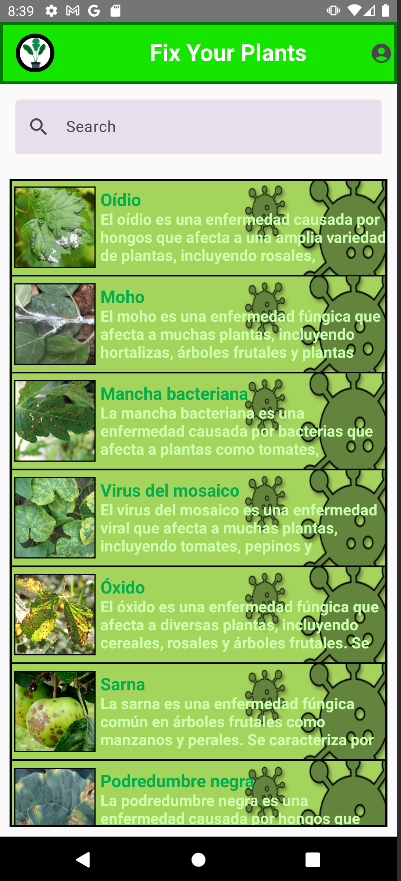 8:39
Fix Your Plants
Search
Oídio
El oídio es una enfermedad causada por
hongos que afecta a una amplia variedad
de plantas, incluyendo rosales,
Moho
El moho es una enfermedad fúngica que
afecta a muchas plantas, incluyendo
hortalizas, árboles frutales y plantas
Mancha bacteriana
La mancha bacteriana es una
enfermedad causada por bacterias que
afecta a plantas como tomates,
Virus del mosaico
El virus del mosaico es una enfermedad
viral que afecta a muchas plantas,
incluyendo tomates, pepinos y
Óxido
El óxido es una enfermedad fúngica que
afecta a diversas plantas, incluyendo
cereales, rosales y árboles frutales. Se
Sarna
La sarna es una enfermedad fúngica
común en árboles frutales como
manzanos y perales. Se caracteriza por
Podredumbre negra
La podredumbre negra es una
enfermedad causada por hongos que